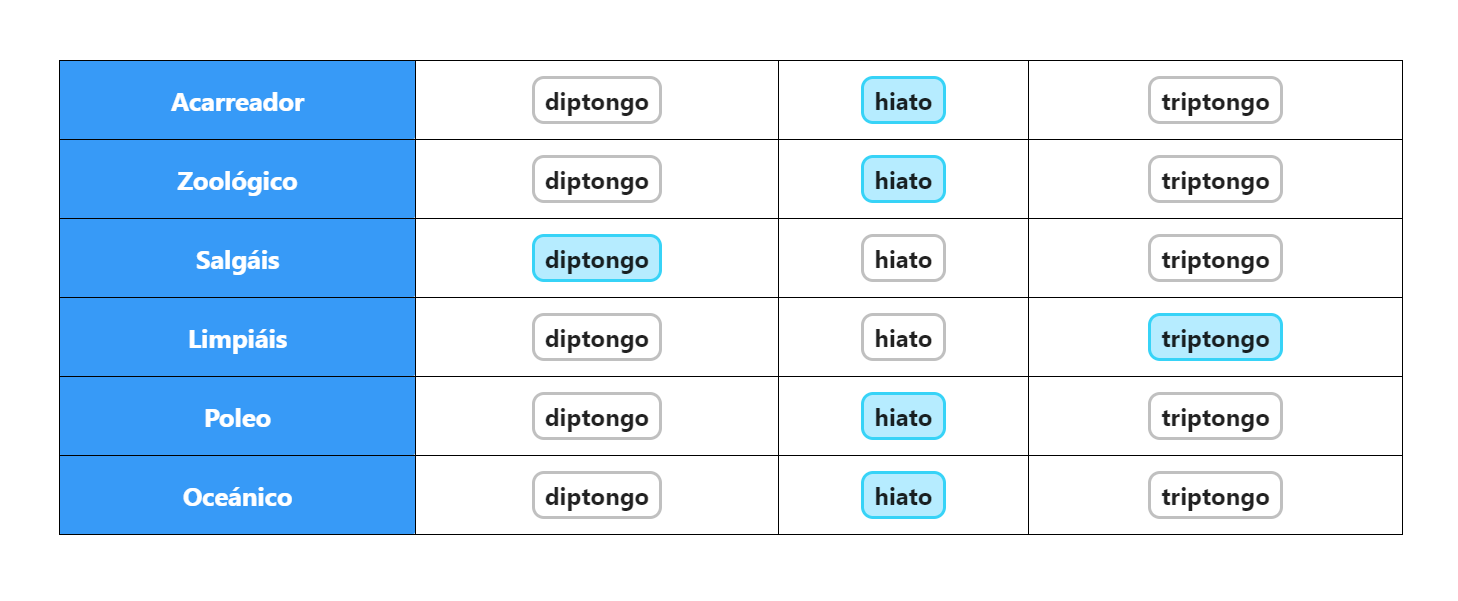 Acarreador diptongo hiato triptongo
Zoológico diptongo hiato triptongo
Salgáis diptongo hiato triptongo
Limpiáis diptongo hiato triptongo
Poleo diptongo hiato triptongo
Oceánico diptongo hiato triptongo